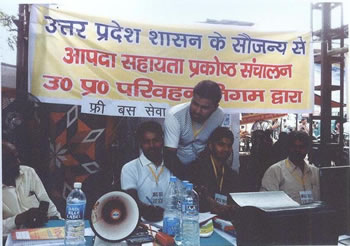 उत्तर प्रदेश शासन के सौजन्य से
आपदा सहायता प्रकोष्ठ संचालन
उ० प्र० परिवहन निगम द्वारा
फ्री बस सेवा